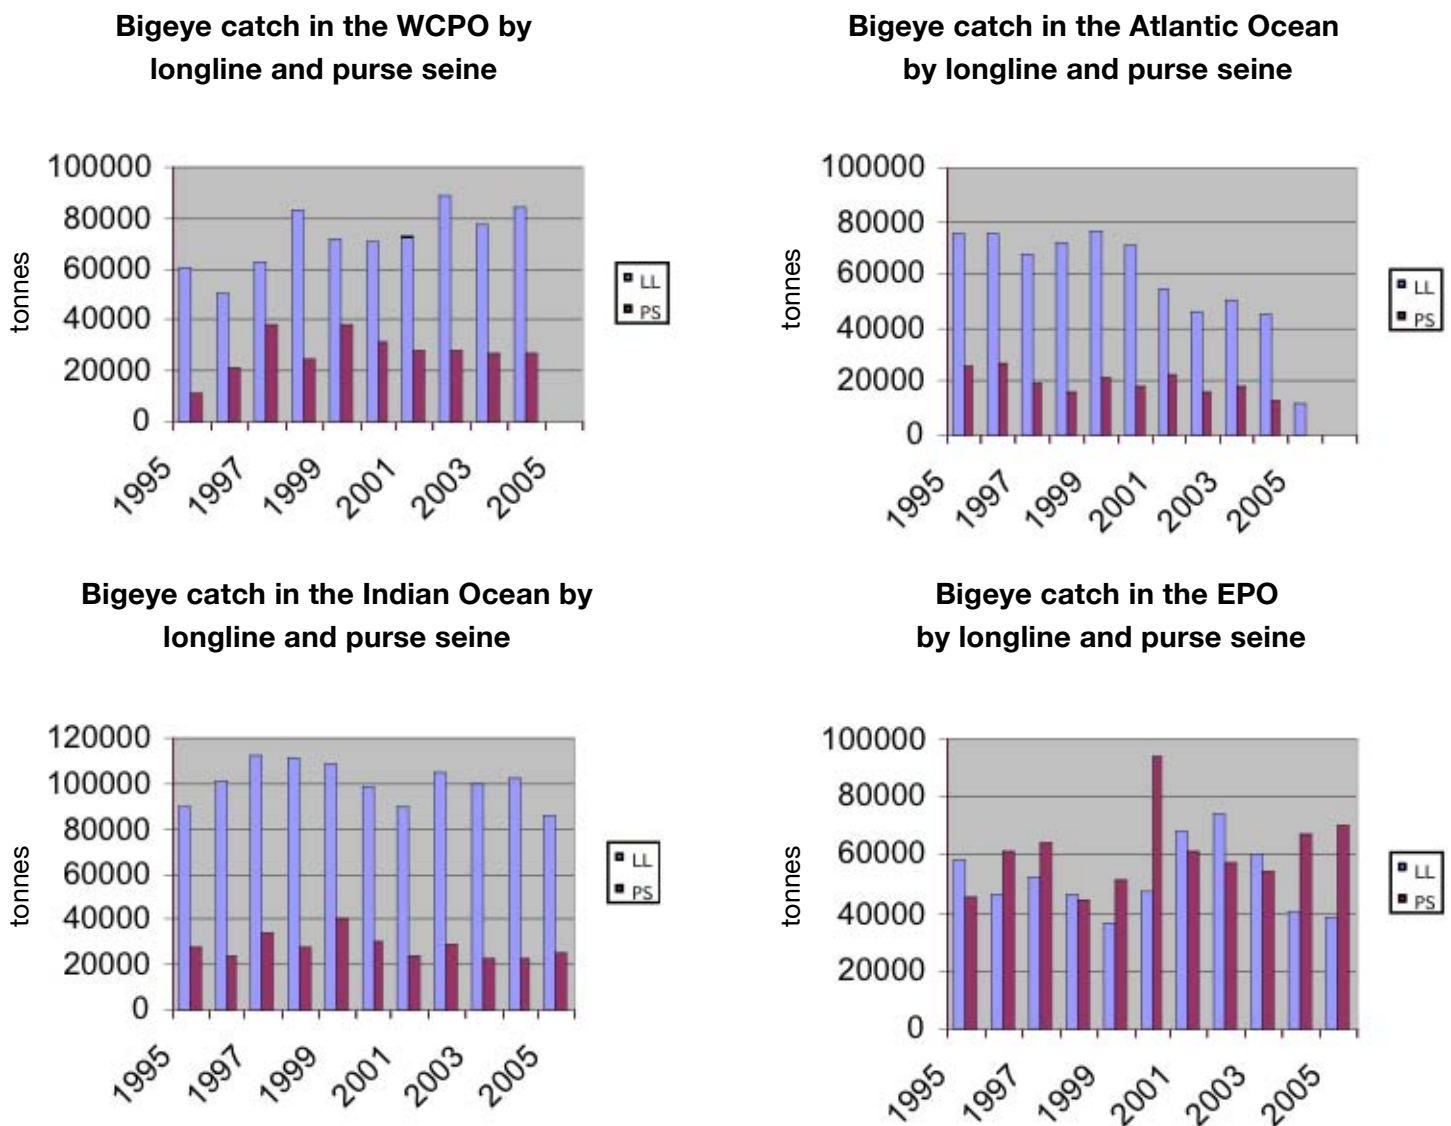 Bigeye catch in the WCPO by
longline and purse seine
100000
80000
60000
40000
20000
0
tonnes
1995
1997
1999
2001
2003
2005
LL
PS
Bigeye catch in the Atlantic Ocean
by longline and purse seine
100000
80000
60000
40000
20000
0
tonnes
1995
1997
1999
2001
2003
2005
LL
PS
Bigeye catch in the Indian Ocean by
longline and purse seine
120000
100000
80000
60000
40000
20000
0
tonnes
1995
1997
1999
2001
2003
2005
LL
PS
Bigeye catch in the EPO
by longline and purse seine
100000
80000
60000
40000
20000
0
tonnes
1995
1997
1999
2001
2003
2005
LL
PS